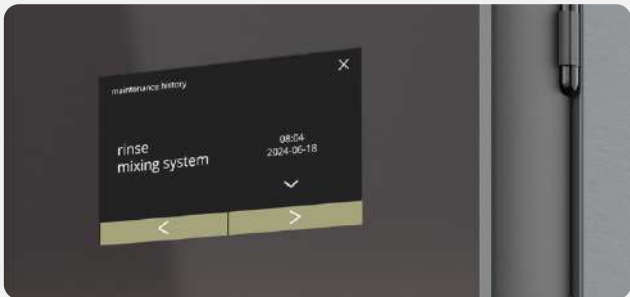 maintenance history
rinse
mixing system
08:04
2024-06-18